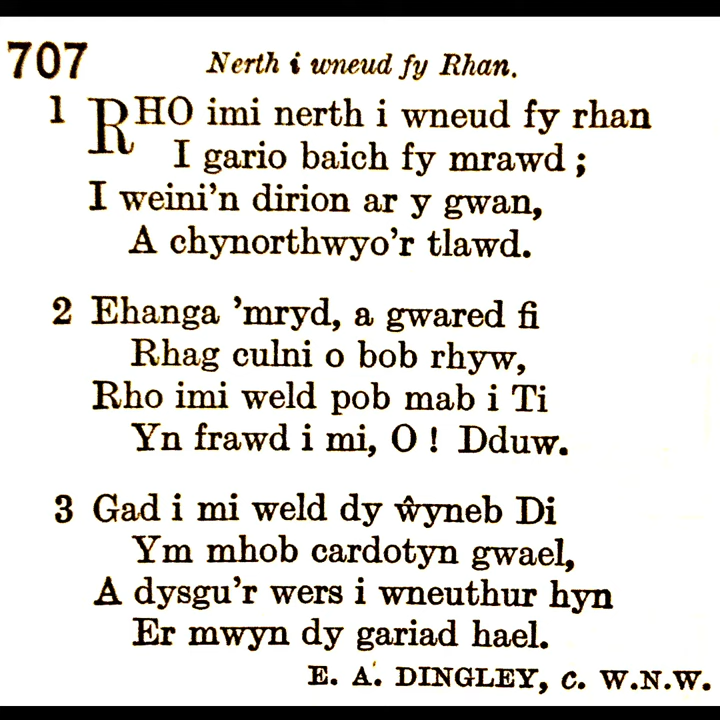 707
Nerth i wneud fy Rhan.
1 RHO imi nerth i wneud fy rhan
I gario baich fy mrawd ;
I weini’n dirion ar y gwan,
A chynorthwyo’r tlawd.
2 Ehanga ’mryd, a gwared fi
Rhag culni o bob rhyw,
Rho imi weld pob mab i Ti
Yn frawd i mi, O ! Dduw.
3 Gad i mi weld dy ŵyneb Di
Ym mhob cardotyn gwael,
A dysgu’r wers i wneuthur hyn
Er mwyn dy gariad hael.
E. A. DINGLEY, c. W.N.W.